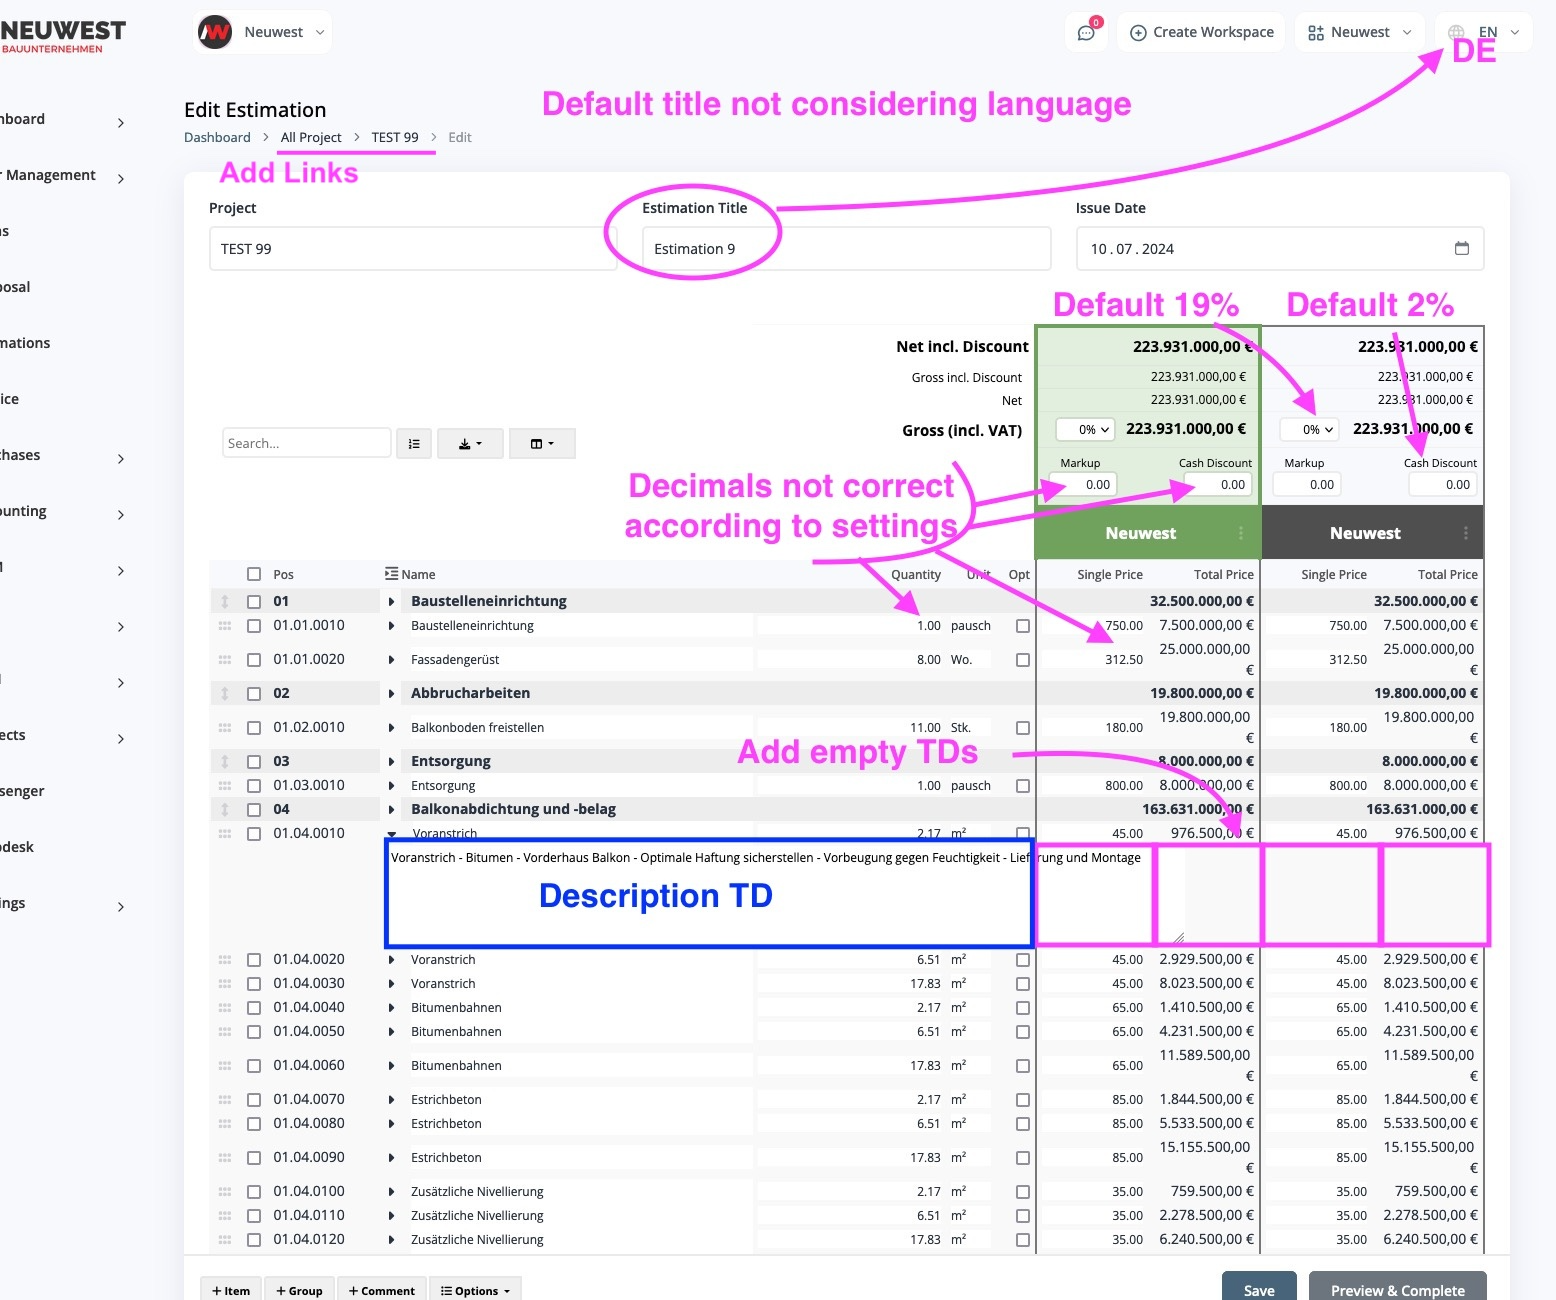 NEUWEST
BAUUNTERNEHMEN
Neuwest
0
Create Workspace
Neuwest
EN
DE
Edit Estimation
Default title not considering language
Dashboard > All Project > TEST 99 > Edit
Add Links
hboard
r Management
ns
posal
mations
ice
chases
ounting
M
l
ects
senger
pdesk
ings
Project
Estimation Title
Issue Date
TEST 99
Estimation 9
10 . 07 . 2024
Default 19%
Default 2%
Net incl. Discount 223.931.000,00 € 223.931.000,00 €
Gross incl. Discount 223.931.000,00 € 223.931.000,00 €
Net 223.931.000,00 € 223.931.000,00 €
Search...
Gross (incl. VAT) 0% 223.931.000,00 € 0% 223.931.000,00 €
Markup Cash Discount Markup Cash Discount
0.00 0.00 0.00 0.00
Decimals not correct
according to settings
Neuwest Neuwest
Pos Name Quantity Unit Opt Single Price Total Price Single Price Total Price
01 Baustelleneinrichtung 32.500.000,00 € 32.500.000,00 €
01.01.0010 Baustelleneinrichtung 1.00 pausch 750.00 7.500.000,00 € 750.00 7.500.000,00 €
01.01.0020 Fassadengerüst 8.00 Wo. 312.50 25.000.000,00 € 312.50 25.000.000,00 €
02 Abbrucharbeiten 19.800.000,00 € 19.800.000,00 €
01.02.0010 Balkonboden freistellen 11.00 Stk. 180.00 19.800.000,00 € 180.00 19.800.000,00 €
Add empty TDs
03 Entsorgung 8.000.000,00 € 8.000.000,00 €
01.03.0010 Entsorgung 1.00 pausch 800.00 8.000.000,00 € 800.00 8.000.000,00 €
04 Balkonabdichtung und -belag 163.631.000,00 € 163.631.000,00 €
01.04.0010 Voranstrich 2.17 m² 45.00 976.500,00 € 45.00 976.500,00 €
Voranstrich - Bitumen - Vorderhaus Balkon - Optimale Haftung sicherstellen - Vorbeugung gegen Feuchtigkeit - Lieferung und Montage
Description TD
01.04.0020 Voranstrich 6.51 m² 45.00 2.929.500,00 € 45.00 2.929.500,00 €
01.04.0030 Voranstrich 17.83 m² 45.00 8.023.500,00 € 45.00 8.023.500,00 €
01.04.0040 Bitumenbahnen 2.17 m² 65.00 1.410.500,00 € 65.00 1.410.500,00 €
01.04.0050 Bitumenbahnen 6.51 m² 65.00 4.231.500,00 € 65.00 4.231.500,00 €
01.04.0060 Bitumenbahnen 17.83 m² 65.00 11.589.500,00 € 65.00 11.589.500,00 €
01.04.0070 Estrichbeton 2.17 m² 85.00 1.844.500,00 € 85.00 1.844.500,00 €
01.04.0080 Estrichbeton 6.51 m² 85.00 5.533.500,00 € 85.00 5.533.500,00 €
01.04.0090 Estrichbeton 17.83 m² 85.00 15.155.500,00 € 85.00 15.155.500,00 €
01.04.0100 Zusätzliche Nivellierung 2.17 m² 35.00 759.500,00 € 35.00 759.500,00 €
01.04.0110 Zusätzliche Nivellierung 6.51 m² 35.00 2.278.500,00 € 35.00 2.278.500,00 €
01.04.0120 Zusätzliche Nivellierung 17.83 m² 35.00 6.240.500,00 € 35.00 6.240.500,00 €
+ Item + Group + Comment Options
Save Preview & Complete